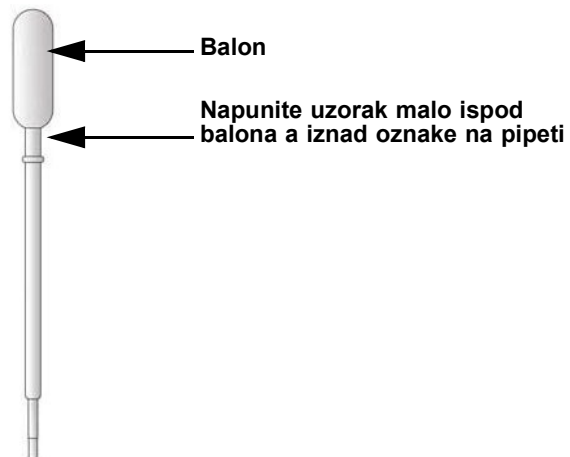 Balon
Napunite uzorak malo ispod
balona a iznad oznake na pipeti